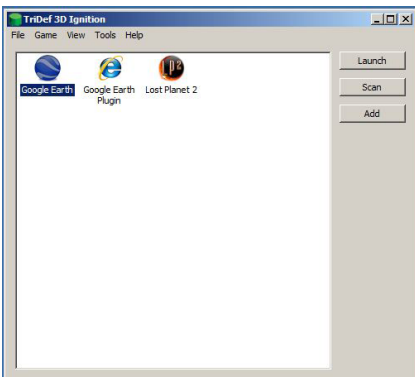 TriDef 3D Ignition
File Game View Tools Help
Launch
Scan
Add
Google Earth
Google Earth
Plugin
Lost Planet 2